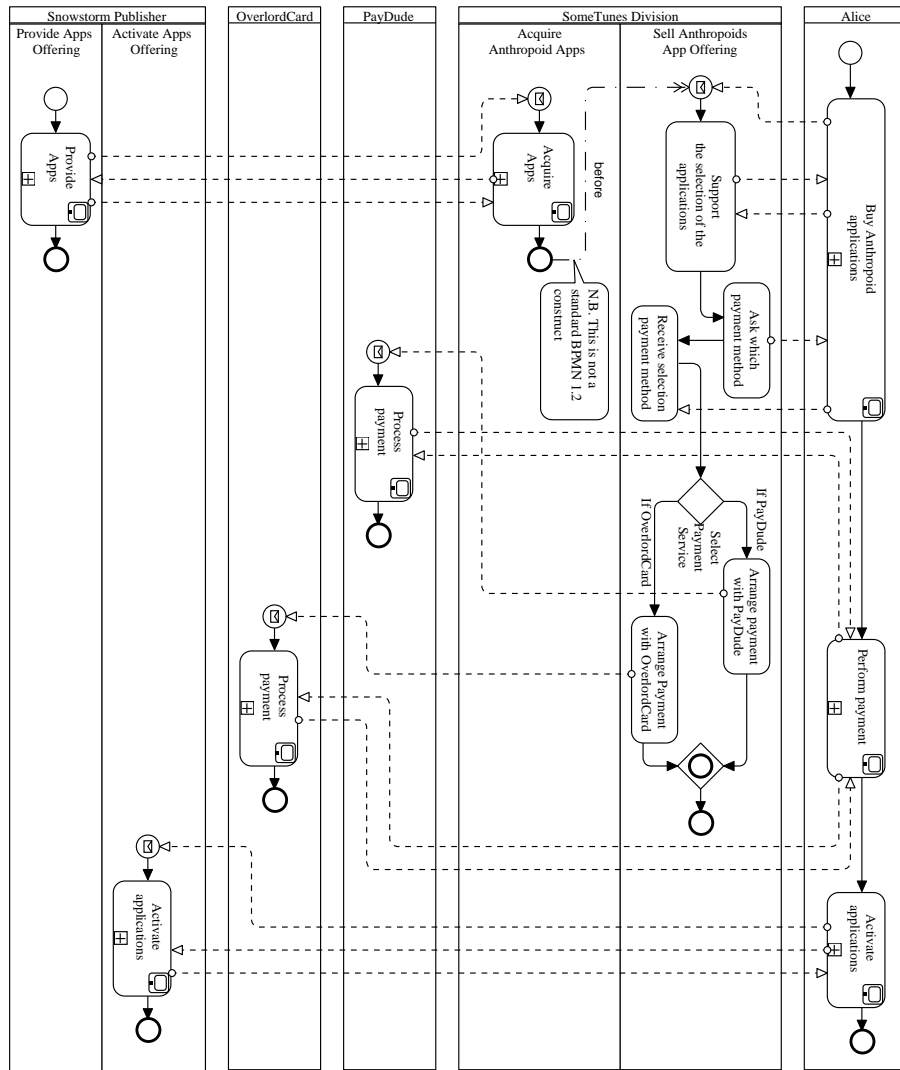 Snowstorm Publisher
OverlordCard
PayDude
SomeTunes Division
Alice
Provide Apps
Offering
Activate Apps
Offering
Acquire
Anthropoid Apps
Sell Anthropoids
App Offering
Provide
Apps
Acquire
Apps
before
Support
the selection of the
applications
Buy Anthropoid
applications
N.B. This is not a
standard BPMN 1.2
construct
Ask which
payment method
Receive selection
payment method
Process
payment
If PayDude
Select
Payment
Service
If OverlordCard
Arrange payment
with PayDude
Arrange Payment
with OverlordCard
Perform payment
Process
payment
Activate
applications
Activate
applications